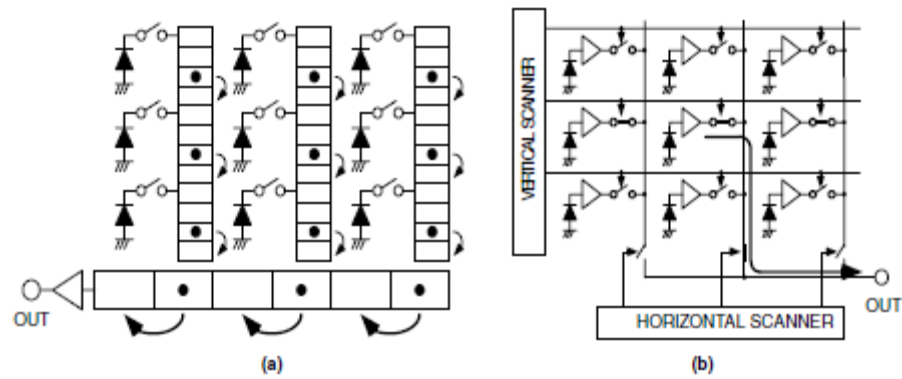 VERTICAL SCANNER
OUT
OUT
HORIZONTAL SCANNER
(a)
(b)